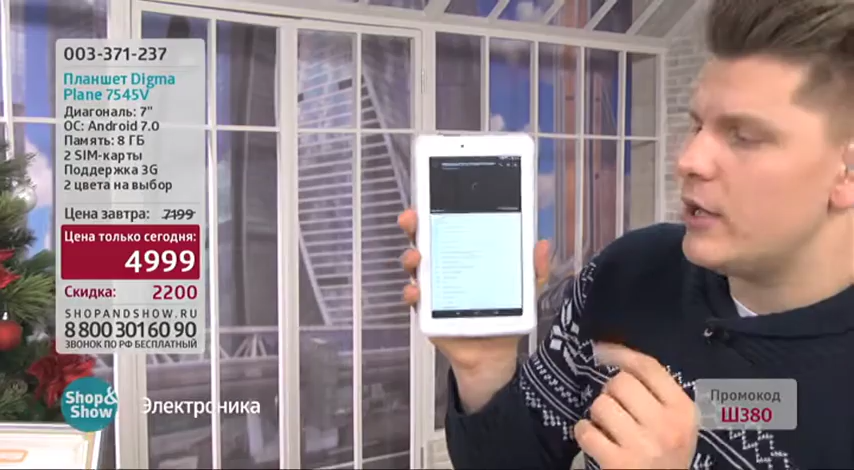 003-371-237
Планшет Digma
Plane 7545V
Диагональ: 7"
ОС: Android 7.0
Память: 8 ГБ
2 SIM-карты
Поддержка 3G
2 цвета на выбор
Цена завтра: 7199
Цена только сегодня:
4999
Скидка: 2200
SHOPANDSHOW.RU
8 800 301 60 90
ЗВОНОК ПО РФ БЕСПЛАТНЫЙ
Shop&
Show
Электроника
Промокод
Ш380